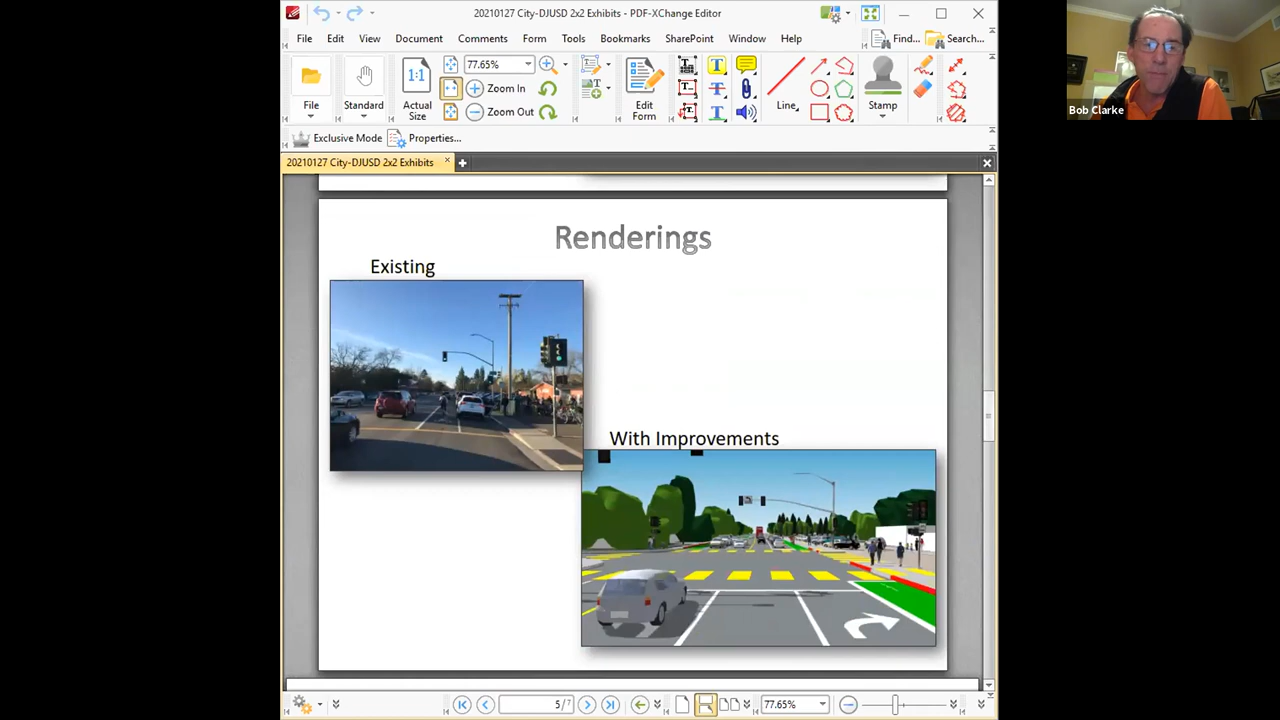 20210127 City-DJUSD 2x2 Exhibits - PDF-XChange Editor
File Edit View Document Comments Form Tools Bookmarks SharePoint Window Help Find... Search...
77.65%
1:1
Zoom In
Zoom Out
File
Standard
Actual Size
Edit Form
Line
Stamp
Exclusive Mode Properties...
20210127 City-DJUSD 2x2 Exhibits
Renderings
Existing
With Improvements
5/7
77.65%
Bob Clarke